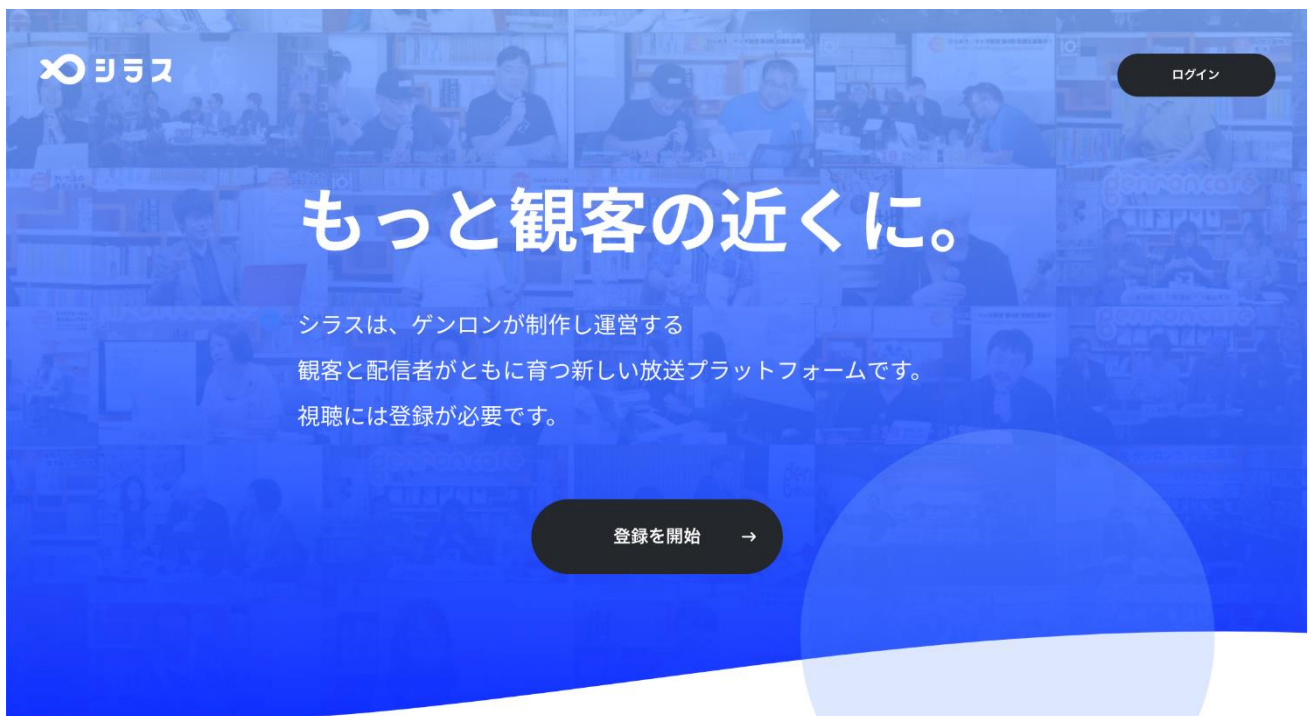 シラス
ログイン
もっと観客の近くに。
シラスは、ゲンロンが制作し運営する
観客と配信者がともに育つ新しい放送プラットフォームです。
視聴には登録が必要です。
登録を開始 →
genroncafé
genroncafé
genroncafé